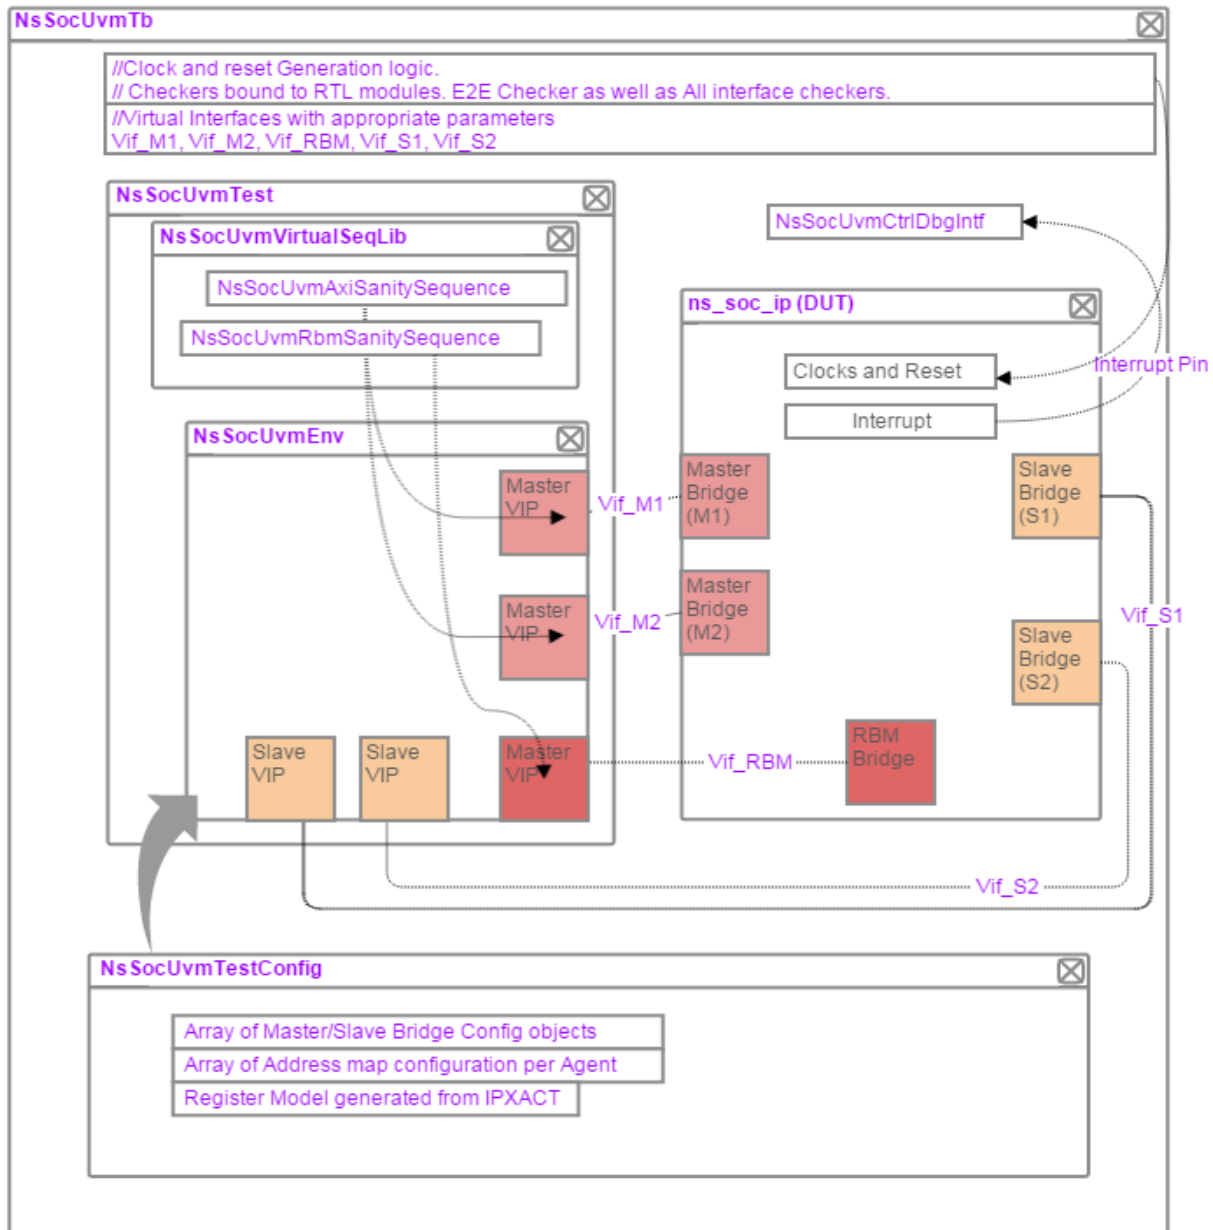 NsSocUvmTb
//Clock and reset Generation logic.
// Checkers bound to RTL modules. E2E Checker as well as All interface checkers.
//Virtual Interfaces with appropriate parameters
Vif_M1, Vif_M2, Vif_RBM, Vif_S1, Vif_S2
NsSocUvmTest
NsSocUvmVirtualSeqLib
NsSocUvmAxiSanitySequence
NsSocUvmRbmSanitySequence
NsSocUvmCtrlDbgIntf
ns_soc_ip (DUT)
Clocks and Reset
Interrupt Pin
Interrupt
NsSocUvmEnv
Master
VIP
Vif_M1
Master
Bridge
(M1)
Slave
Bridge
(S1)
Master
VIP
Vif_M2
Master
Bridge
(M2)
Vif_S1
Slave
Bridge
(S2)
Slave
VIP
Slave
VIP
Master
VIP
Vif_RBM
RBM
Bridge
Vif_S2
NsSocUvmTestConfig
Array of Master/Slave Bridge Config objects
Array of Address map configuration per Agent
Register Model generated from IPXACT